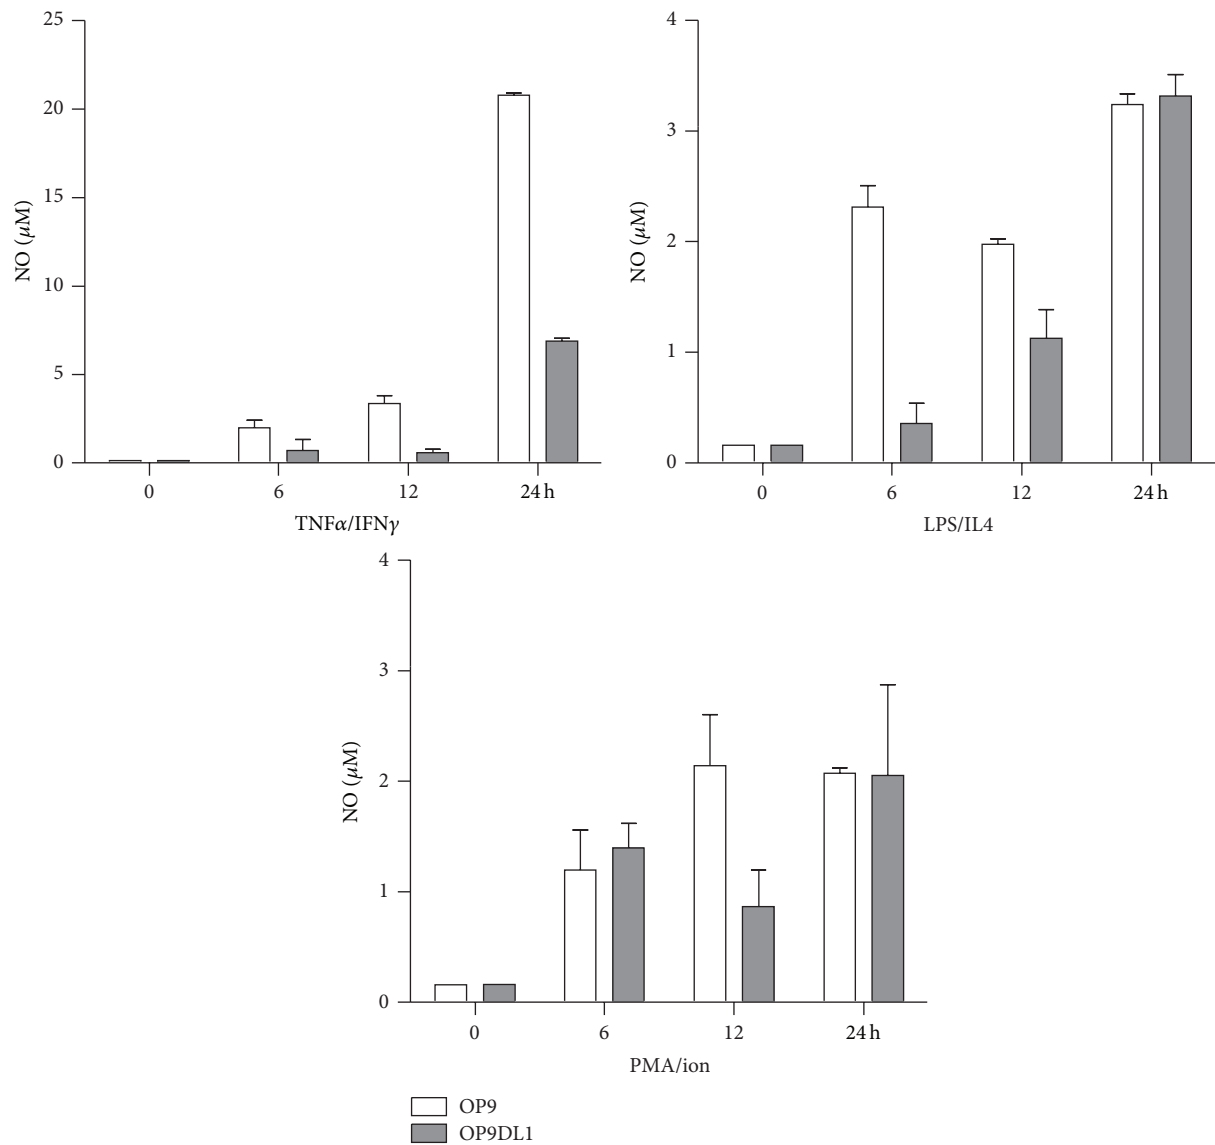 25
20
15
10
5
0
NO (μM)
0 6 12 24 h
TNFα/IFNγ
4
3
2
1
0
NO (μM)
0 6 12 24 h
LPS/IL4
4
3
2
1
0
NO (μM)
0 6 12 24 h
PMA/ion
OP9
OP9DL1